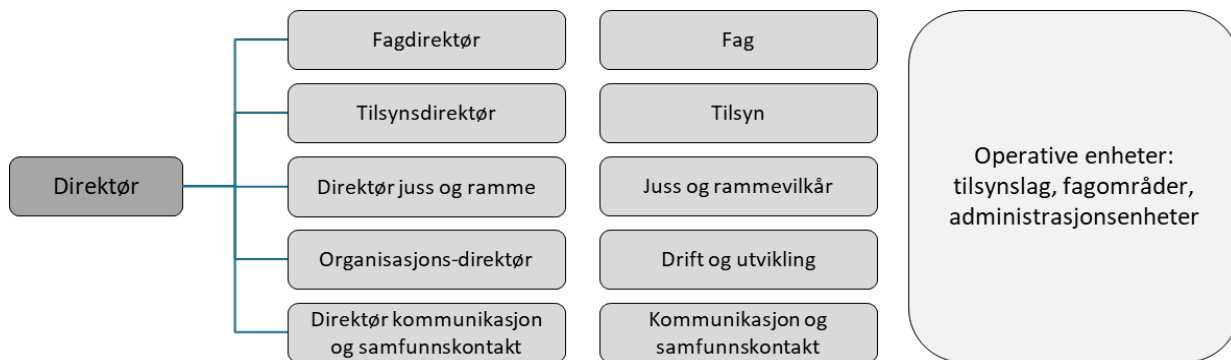 Fagdirektør
Fag
Tilsynsdirektør
Tilsyn
Direktør
Direktør juss og ramme
Juss og rammevilkår
Operative enheter:
tilsynslag, fagområder,
administrasjonsenheter
Organisasjons-direktør
Drift og utvikling
Direktør kommunikasjon
og samfunnskontakt
Kommunikasjon og
samfunnskontakt